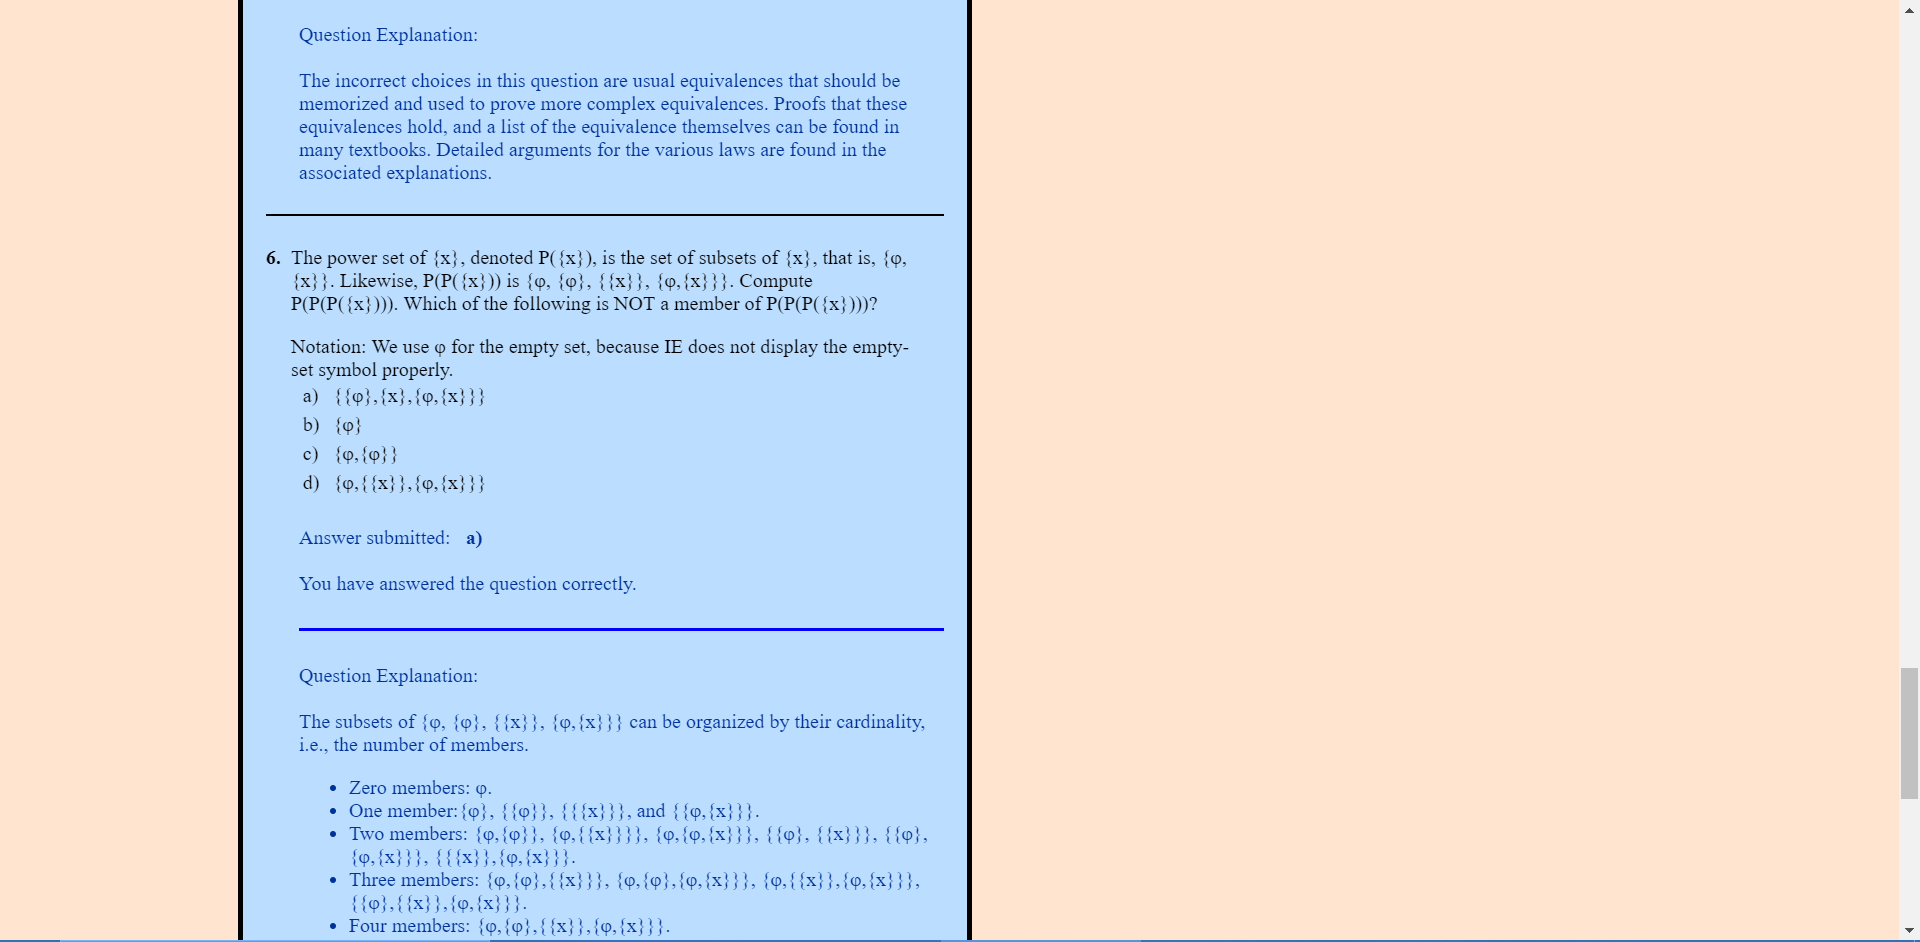 Question Explanation:
The incorrect choices in this question are usual equivalences that should be
memorized and used to prove more complex equivalences. Proofs that these
equivalences hold, and a list of the equivalence themselves can be found in
many textbooks. Detailed arguments for the various laws are found in the
associated explanations.
6. The power set of {x}, denoted P({x}), is the set of subsets of {x}, that is, {φ,
{x}}. Likewise, P(P({x})) is {φ, {φ}, {{x}}, {φ,{x}}}. Compute
P(P(P({x}))). Which of the following is NOT a member of P(P(P({x})))?
Notation: We use φ for the empty set, because IE does not display the empty-
set symbol properly.
a) {{φ},{x},{φ,{x}}}
b) {φ}
c) {φ,{φ}}
d) {φ,{{x}},{φ,{x}}}
Answer submitted: a)
You have answered the question correctly.
Question Explanation:
The subsets of {φ, {φ}, {{x}}, {φ,{x}}} can be organized by their cardinality,
i.e., the number of members.
• Zero members: φ.
• One member:{φ}, {{φ}}, {{{x}}}, and {{φ,{x}}}.
• Two members: {φ,{φ}}, {φ,{{x}}}}, {φ,{φ,{x}}}, {{φ}, {{x}}}, {{φ},
{φ,{x}}}, {{{x}},{φ,{x}}}.
• Three members: {φ,{φ},{{x}}}, {φ,{φ},{φ,{x}}}, {φ,{{x}},{φ,{x}}},
{{φ},{{x}},{φ,{x}}}.
• Four members: {φ,{φ},{{x}},{φ,{x}}}.